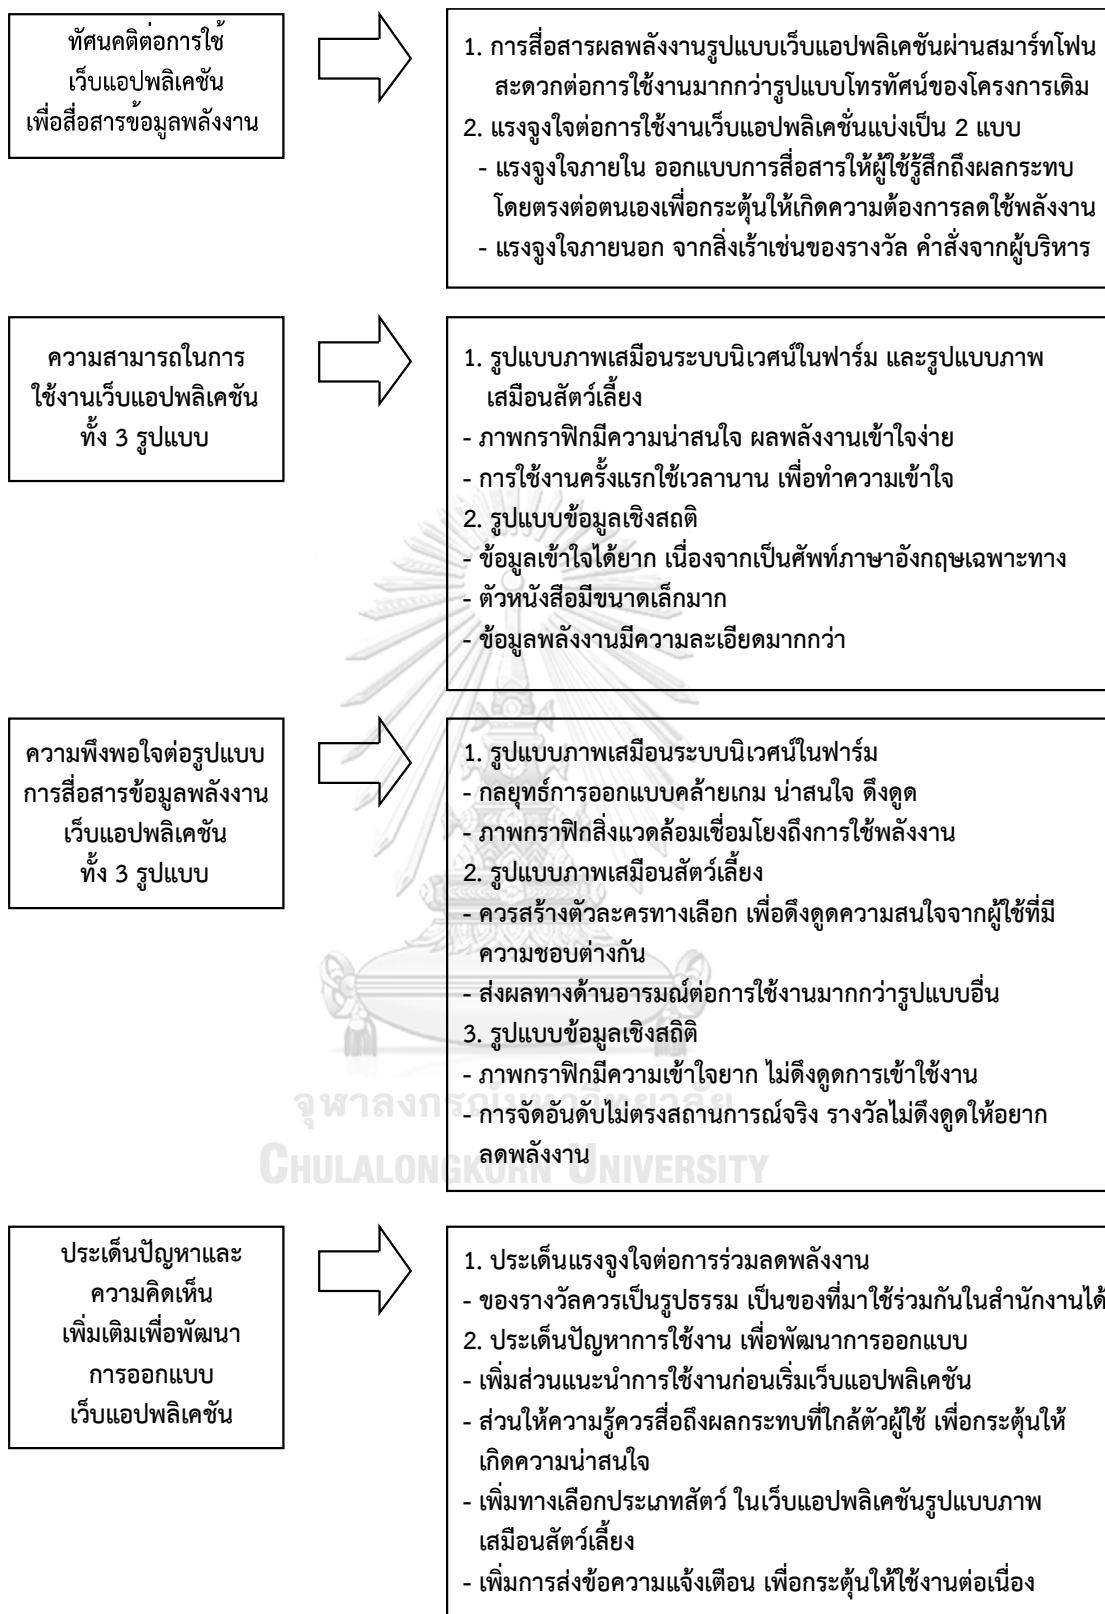 ทัศนคติต่อการใช้
เว็บแอปพลิเคชัน
เพื่อสื่อสารข้อมูลพลังงาน
1. การสื่อสารผลพลังงานรูปแบบเว็บแอปพลิเคชันผ่านสมาร์ทโฟน
สะดวกต่อการใช้งานมากกว่ารูปแบบโทรทัศน์ของโครงการเดิม
2. แรงจูงใจต่อการใช้งานเว็บแอปพลิเคชั่นแบ่งเป็น 2 แบบ
- แรงจูงใจภายใน ออกแบบการสื่อสารให้ผู้ใช้รู้สึกถึงผลกระทบ
โดยตรงต่อตนเองเพื่อกระตุ้นให้เกิดความต้องการลดใช้พลังงาน
- แรงจูงใจภายนอก จากสิ่งเร้าเช่นของรางวัล คำสั่งจากผู้บริหาร
ความสามารถในการ
ใช้งานเว็บแอปพลิเคชัน
ทั้ง 3 รูปแบบ
1. รูปแบบภาพเสมือนระบบนิเวศน์ในฟาร์ม และรูปแบบภาพ
เสมือนสัตว์เลี้ยง
- ภาพกราฟิกมีความน่าสนใจ ผลพลังงานเข้าใจง่าย
- การใช้งานครั้งแรกใช้เวลานาน เพื่อทำความเข้าใจ
2. รูปแบบข้อมูลเชิงสถติ
- ข้อมูลเข้าใจได้ยาก เนื่องจากเป็นศัพท์ภาษาอังกฤษเฉพาะทาง
- ตัวหนังสือมีขนาดเล็กมาก
- ข้อมูลพลังงานมีความละเอียดมากกว่า
ความพึงพอใจต่อรูปแบบ
การสื่อสารข้อมูลพลังงาน
เว็บแอปพลิเคชัน
ทั้ง 3 รูปแบบ
1. รูปแบบภาพเสมือนระบบนิเวศน์ในฟาร์ม
- กลยุทธ์การออกแบบคล้ายเกม น่าสนใจ ดึงดูด
- ภาพกราฟิกสิ่งแวดล้อมเชื่อมโยงถึงการใช้พลังงาน
2. รูปแบบภาพเสมือนสัตว์เลี้ยง
- ควรสร้างตัวละครทางเลือก เพื่อดึงดูดความสนใจจากผู้ใช้ที่มี
ความชอบต่างกัน
- ส่งผลทางด้านอารมณ์ต่อการใช้งานมากกว่ารูปแบบอื่น
3. รูปแบบข้อมูลเชิงสถิติ
- ภาพกราฟิกมีความเข้าใจยาก ไม่ดึงดูดการเข้าใช้งาน
- การจัดอันดับไม่ตรงสถานการณ์จริง รางวัลไม่ดึงดูดให้อยาก
ลดพลังงาน
จุฬาลงกรณ์มหาวิทยาลัย
CHULALONGKORN UNIVERSITY
ประเด็นปัญหาและ
ความคิดเห็น
เพิ่มเติมเพื่อพัฒนา
การออกแบบ
เว็บแอปพลิเคชัน
1. ประเด็นแรงจูงใจต่อการร่วมลดพลังงาน
- ของรางวัลควรเป็นรูปธรรม เป็นของที่มาใช้ร่วมกันในสำนักงานได้
2. ประเด็นปัญหาการใช้งาน เพื่อพัฒนาการออกแบบ
- เพิ่มส่วนแนะนำการใช้งานก่อนเริ่มเว็บแอปพลิเคชัน
- ส่วนให้ความรู้ควรสื่อถึงผลกระทบที่ใกล้ตัวผู้ใช้ เพื่อกระตุ้นให้
เกิดความน่าสนใจ
- เพิ่มทางเลือกประเภทสัตว์ ในเว็บแอปพลิเคชันรูปแบบภาพ
เสมือนสัตว์เลี้ยง
- เพิ่มการส่งข้อความแจ้งเตือน เพื่อกระตุ้นให้ใช้งานต่อเนื่อง